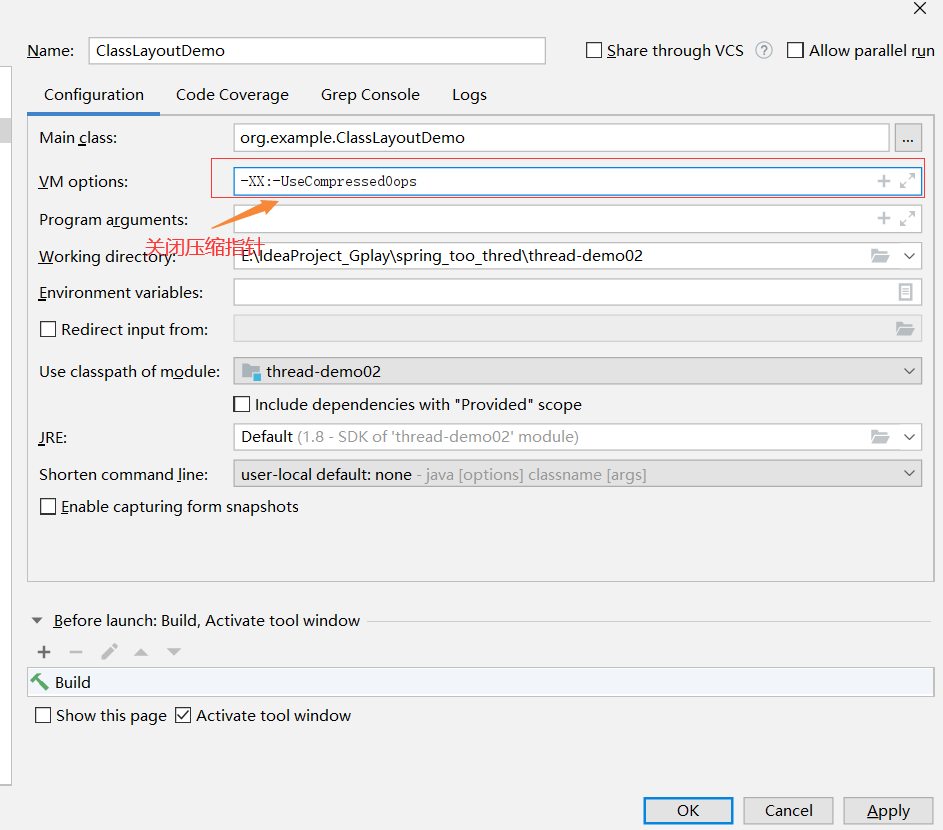 Name: ClassLayoutDemo Share through VCS ? Allow parallel run
Configuration Code Coverage Grep Console Logs
Main class: org.example.ClassLayoutDemo ...
VM options: -XX:-UseCompressedOops
Program arguments:
关闭压缩指针
Working directory: E:\IdeaProject_Gplay\spring_too_thred\thread-demo02
Environment variables:
Redirect input from:
Use classpath of module: thread-demo02
Include dependencies with "Provided" scope
JRE: Default (1.8 - SDK of 'thread-demo02' module)
Shorten command line: user-local default: none - java [options] classname [args]
Enable capturing form snapshots
Before launch: Build, Activate tool window
Build
Show this page Activate tool window
OK Cancel Apply